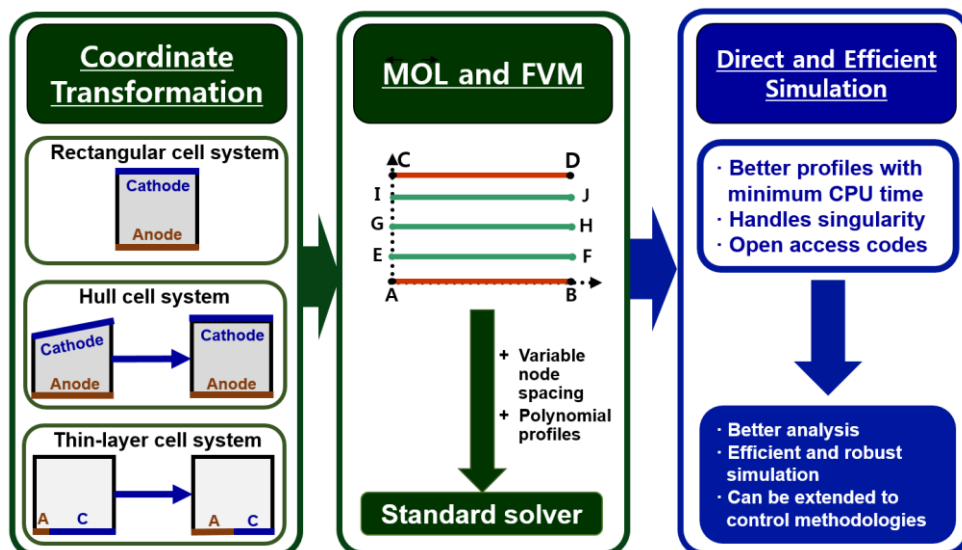 Coordinate
Transformation
Rectangular cell system
Cathode
Anode
Hull cell system
Cathode
Anode
Cathode
Anode
Thin-layer cell system
A
C
A
C
MOL and FVM
C
D
I
J
G
H
E
F
A
B
+ Variable
node
spacing
+ Polynomial
profiles
Standard solver
Direct and Efficient
Simulation
· Better profiles with
minimum CPU time
· Handles singularity
· Open access codes
· Better analysis
· Efficient and robust
simulation
· Can be extended to
control methodologies